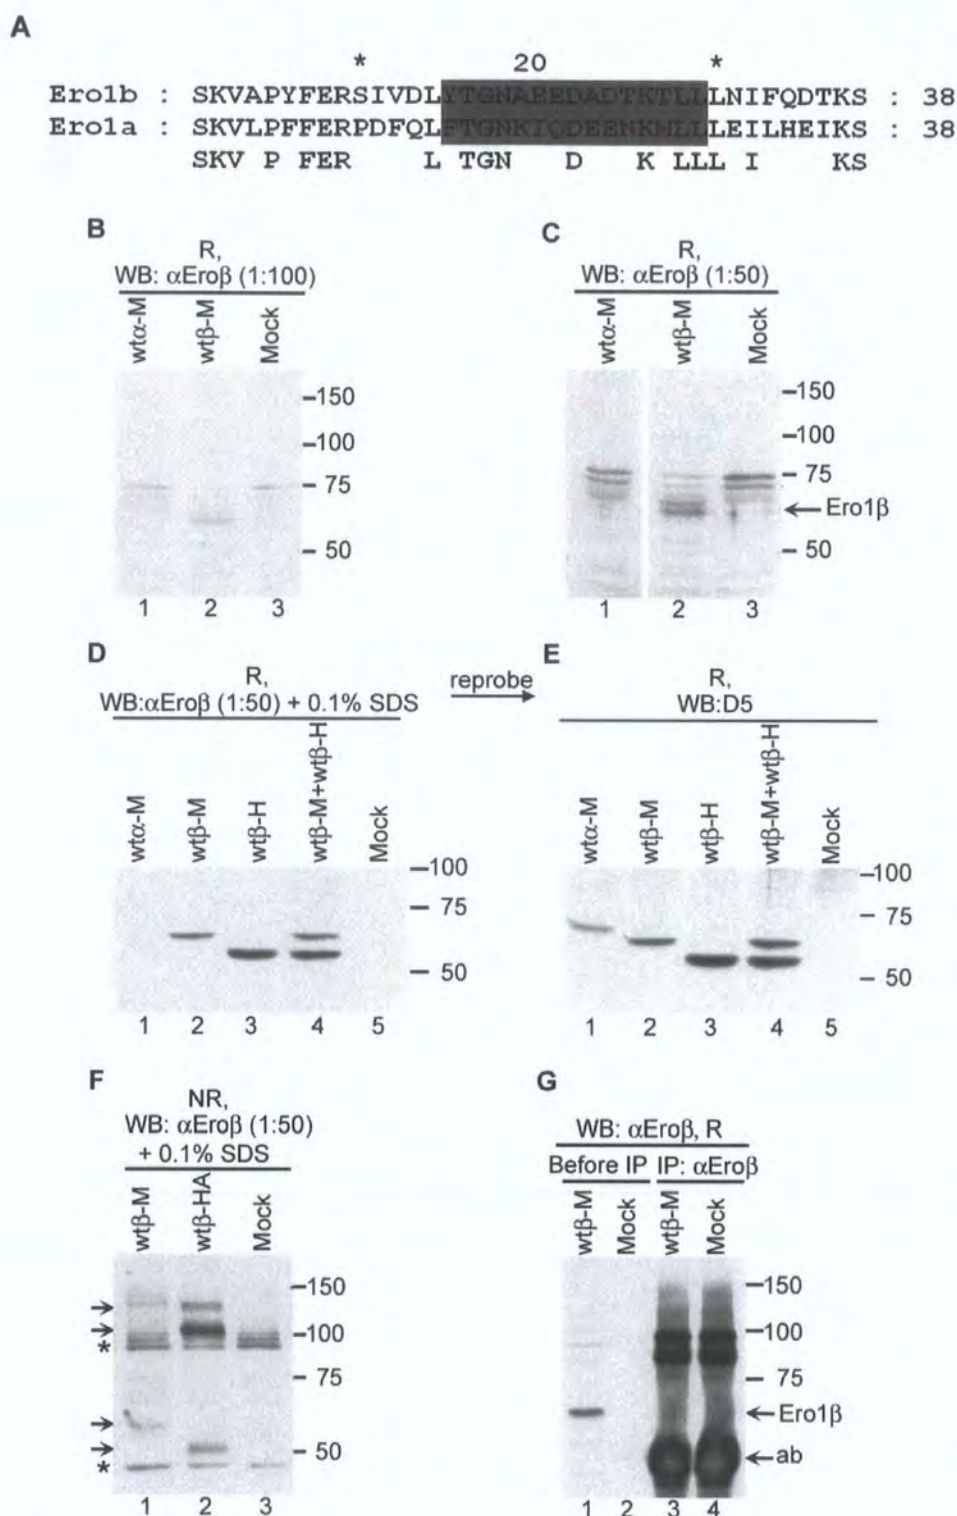 A
* 20 *
Ero1b : SKVAPYFERSIVDLYTGNAEEDADTKTLLLNIFQDTKS : 38
Ero1a : SKVLPFFERPDFQLFTGNKIQDEENKMLLLEILHEIKS : 38
SKV P FER L TGN D K LLL I KS
B
R,
WB: αEroβ (1:100)
wtα-M
wtβ-M
Mock
150
100
75
50
1 2 3
C
R,
WB: αEroβ (1:50)
wtα-M
wtβ-M
Mock
150
100
75
Ero1β
50
1 2 3
D
R,
WB:αEroβ (1:50) + 0.1% SDS
wtα-M
wtβ-M
wtβ-H
wtβ-M+wtβ-H
Mock
100
75
50
1 2 3 4 5
reprobe
E
R,
WB:D5
wtα-M
wtβ-M
wtβ-H
wtβ-M+wtβ-H
Mock
100
75
50
1 2 3 4 5
F
NR,
WB: αEroβ (1:50)
+ 0.1% SDS
wtβ-M
wtβ-HA
Mock
150
100
*
75
50
*
1 2 3
G
WB: αEroβ, R
Before IP IP: αEroβ
wtβ-M
Mock
wtβ-M
Mock
150
100
75
Ero1β
ab
1 2 3 4